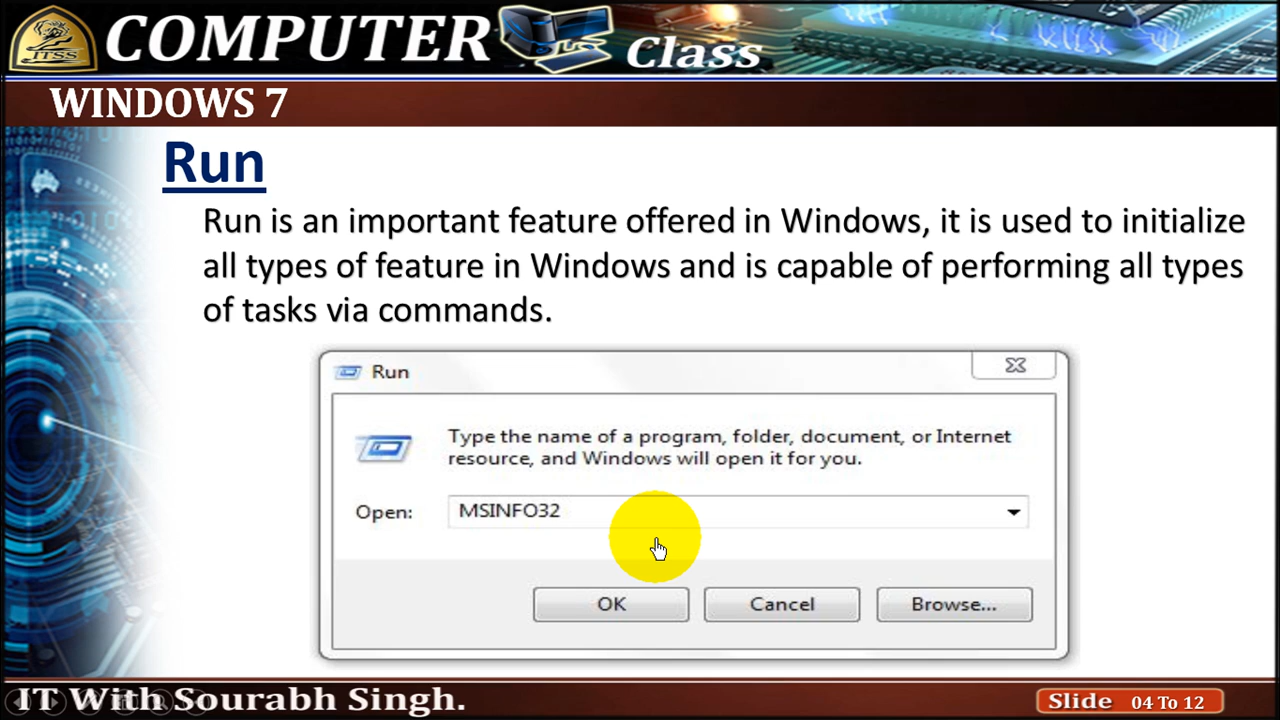 ITSS
COMPUTER Class
WINDOWS 7
Run
Run is an important feature offered in Windows, it is used to initialize
all types of feature in Windows and is capable of performing all types
of tasks via commands.
Run
Type the name of a program, folder, document, or Internet
resource, and Windows will open it for you.
Open: MSINFO32
OK Cancel Browse...
IT With Sourabh Singh.
Slide 04 To 12